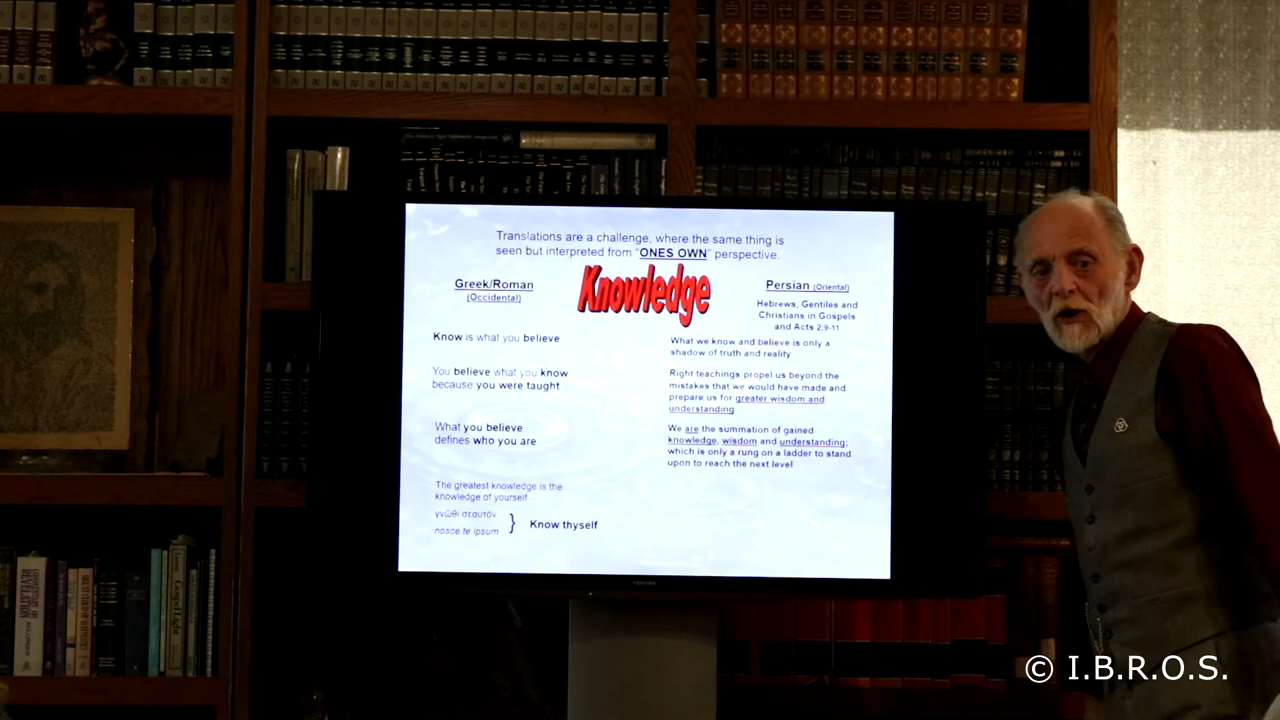 Translations are a challenge, where the same thing is
seen but interpreted from "ONES OWN" perspective.
Knowledge
Greek/Roman
(Occidental)
Know is what you believe
You believe what you know
because you were taught
What you believe
defines who you are
The greatest knowledge is the
knowledge of yourself
γνῶθι σεαυτόν
nosce te ipsum
} Know thyself
Persian (Oriental)
Hebrews, Gentiles and
Christians in Gospels
and Acts 2:9-11
What we know and believe is only a
shadow of truth and reality
Right teachings propel us beyond the
mistakes that we would have made and
prepare us for greater wisdom and
understanding
We are the summation of gained
knowledge, wisdom and understanding;
which is only a rung on a ladder to stand
upon to reach the next level
TOSHIBA
REVELATION
Gospel Light
© I.B.R.O.S.